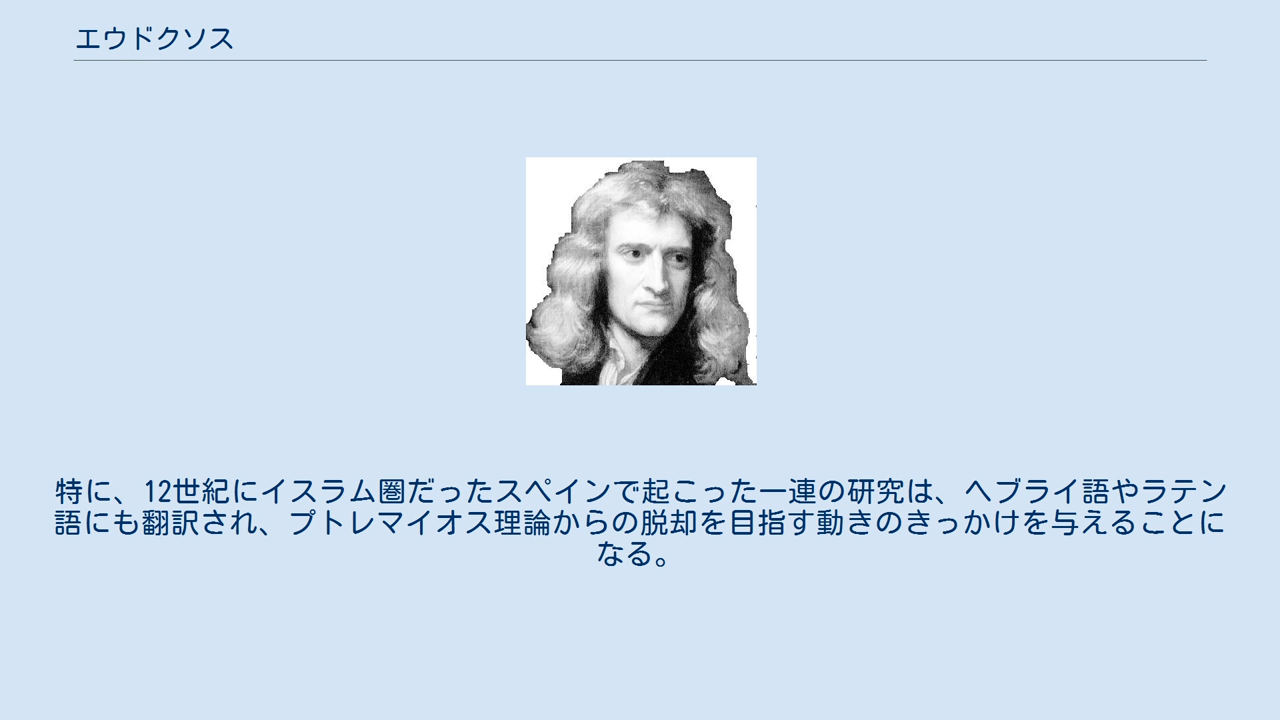 エウドクソス
特に、12世紀にイスラム圏だったスペインで起こった一連の研究は、ヘブライ語やラテン
語にも翻訳され、プトレマイオス理論からの脱却を目指す動きのきっかけを与えることに
なる。